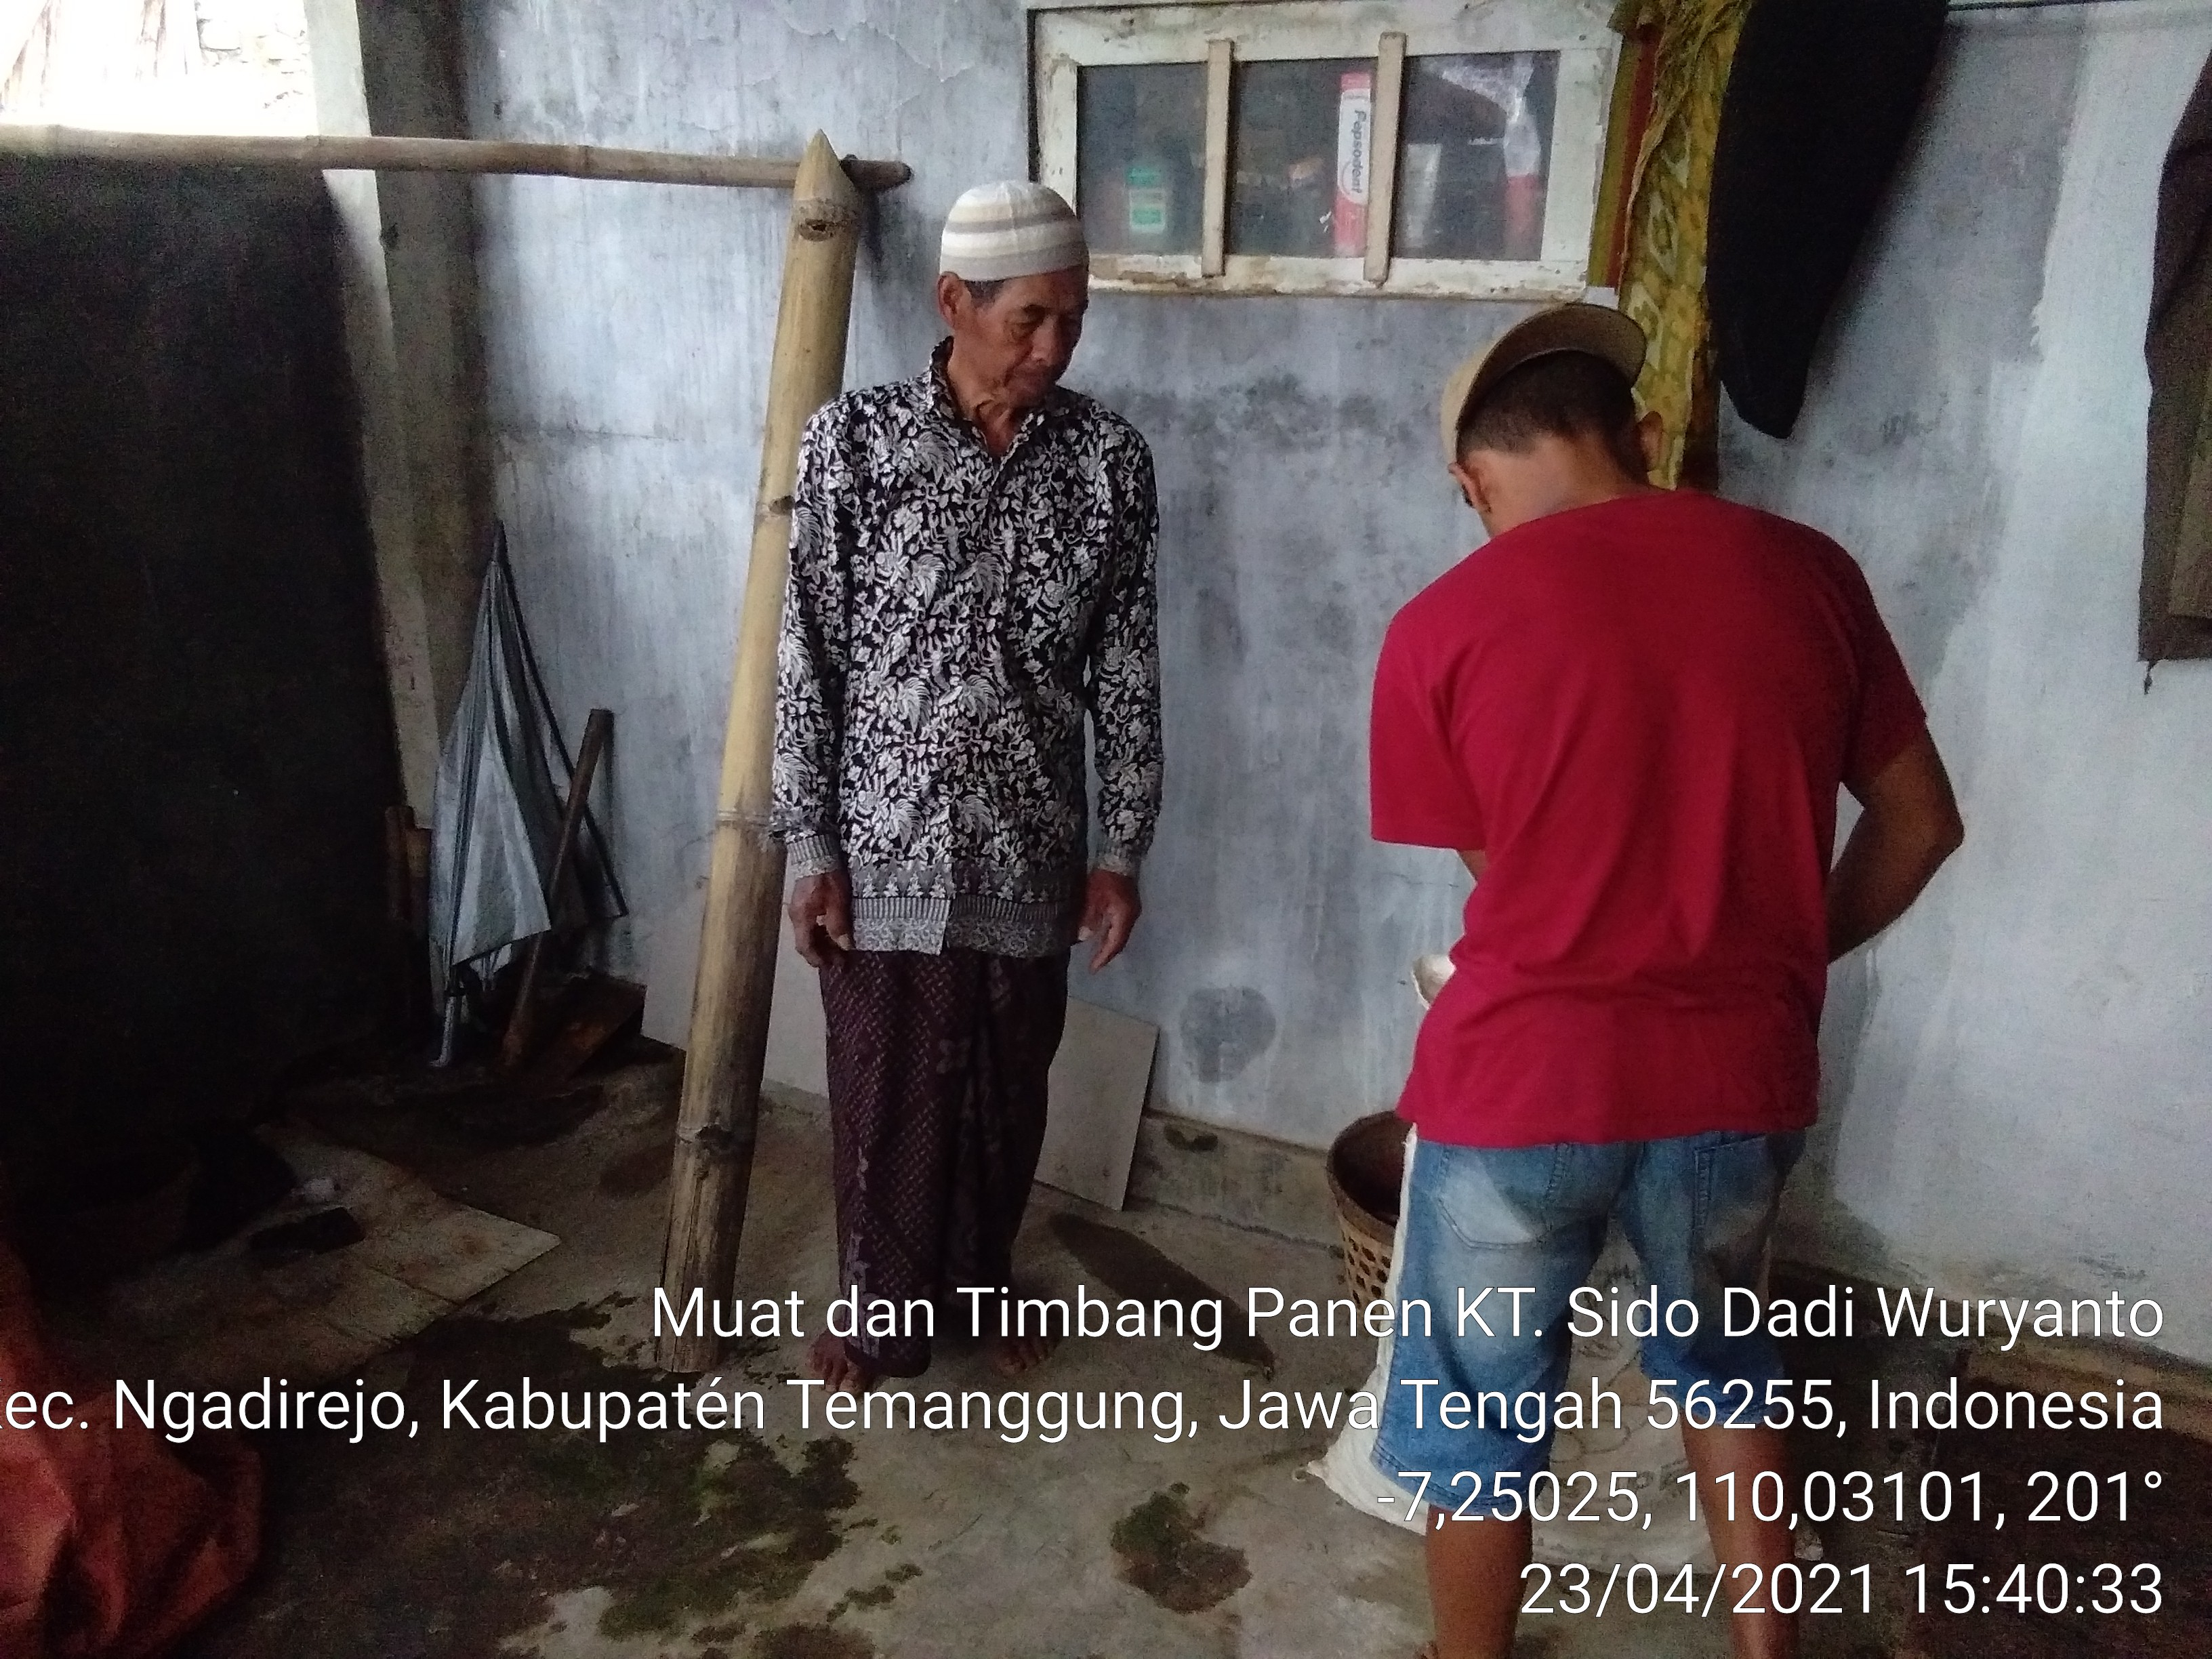 Pepsodent
Muat dan Timbang Panen KT. Sido Dadi Wuryanto
ec. Ngadirejo, Kabupatén Temanggung, Jawa Tengah 56255, Indonesia
-7,25025, 110,03101, 201°
23/04/2021 15:40:33